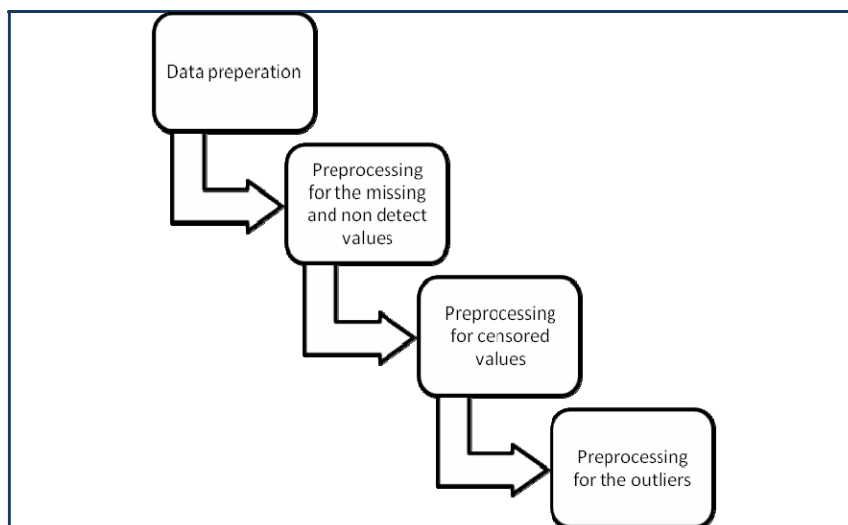 Data preperation
Preprocessing
for the missing
and non detect
values
Preprocessing
for censored
values
Preprocessing
for the outliers